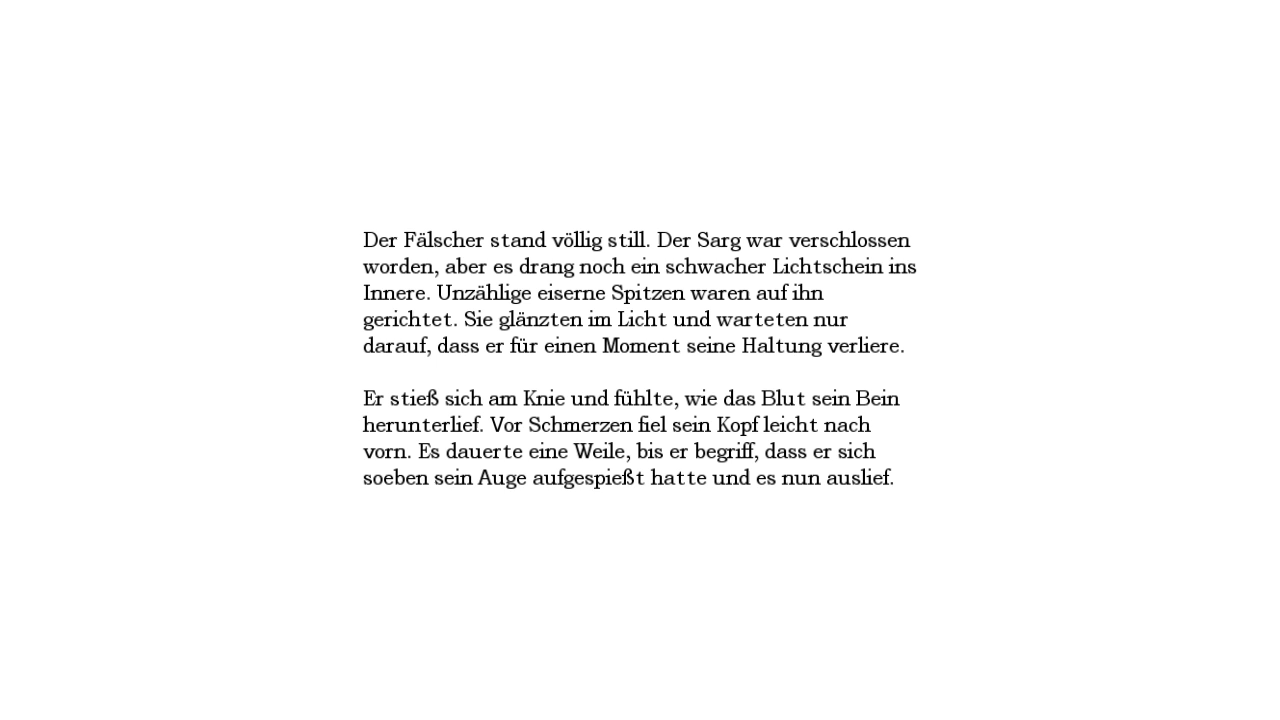 Der Fälscher stand völlig still. Der Sarg war verschlossen
worden, aber es drang noch ein schwacher Lichtschein ins
Innere. Unzählige eiserne Spitzen waren auf ihn
gerichtet. Sie glänzten im Licht und warteten nur
darauf, dass er für einen Moment seine Haltung verliere.

Er stieß sich am Knie und fühlte, wie das Blut sein Bein
herunterlief. Vor Schmerzen fiel sein Kopf leicht nach
vorn. Es dauerte eine Weile, bis er begriff, dass er sich
soeben sein Auge aufgespießt hatte und es nun auslief.